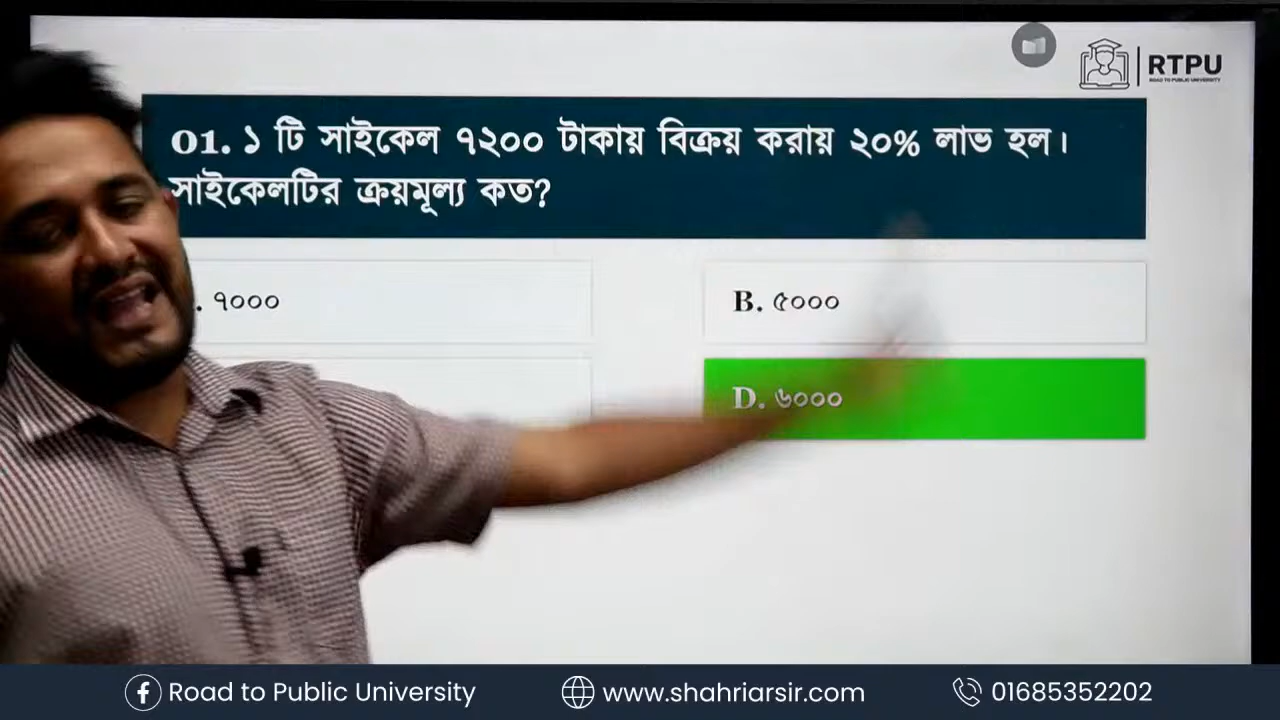 RTPU
ROAD TO PUBLIC UNIVERSITY
01. ১ টি সাইকেল ৭২০০ টাকায় বিক্রয় করায় ২০% লাভ হল।
সাইকেলটির ক্রয়মূল্য কত?
. ৭০০০
B. ৫০০০
D. ৬০০০
Road to Public University
www.shahriarsir.com
01685352202